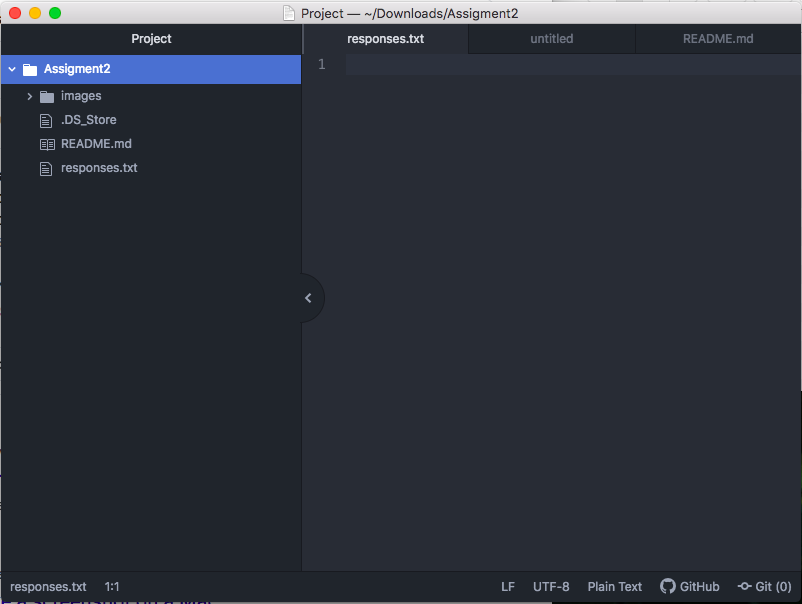 Project — ~/Downloads/Assigment2
Project
responses.txt
untitled
README.md
Assigment2
1
images
.DS_Store
README.md
responses.txt
responses.txt 1:1 LF UTF-8 Plain Text GitHub Git (0)